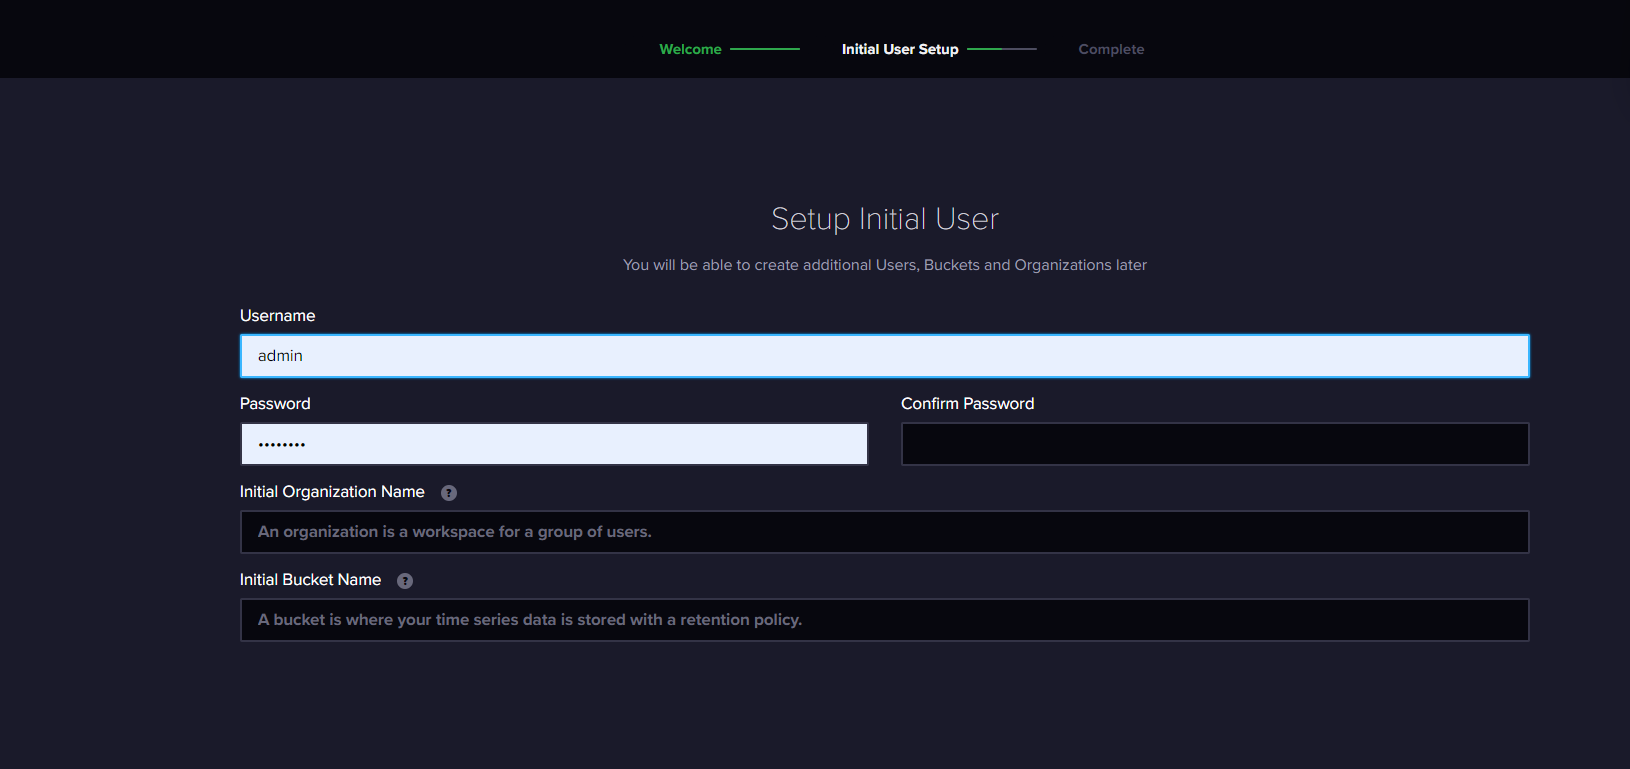 Welcome Initial User Setup Complete
Setup Initial User
You will be able to create additional Users, Buckets and Organizations later
Username
admin
Password Confirm Password
••••••••
Initial Organization Name ?
An organization is a workspace for a group of users.
Initial Bucket Name ?
A bucket is where your time series data is stored with a retention policy.